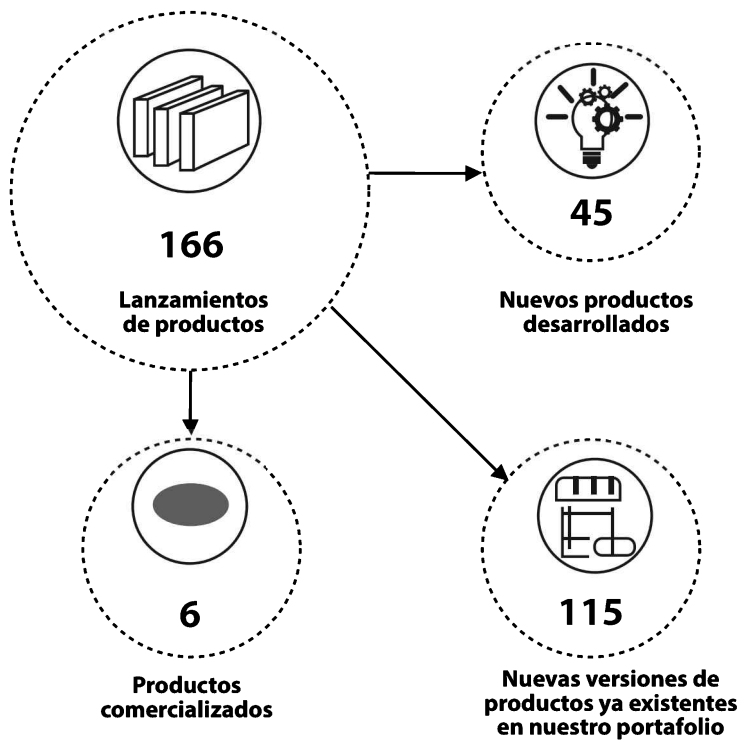 166
Lanzamientos
de productos
45
Nuevos productos
desarrollados
6
Productos
comercializados
115
Nuevas versiones de
productos ya existentes
en nuestro portafolio